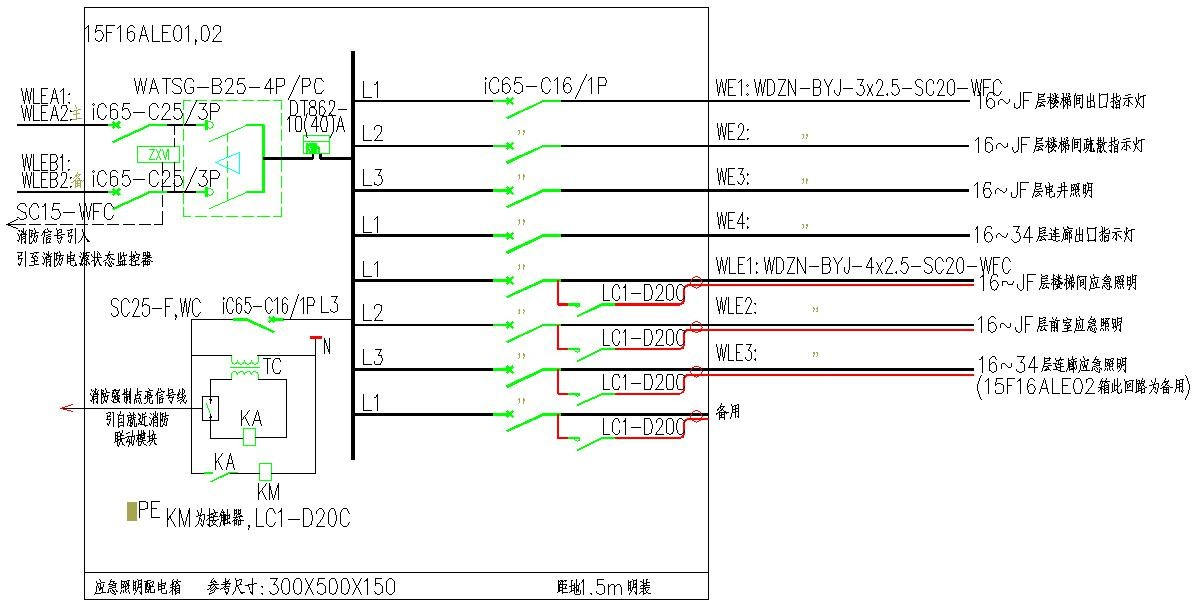 15F16ALE01,02
WATSG-B25-4P/PC
DT862-
10(40)A
WLEA1:
WLEA2:主
iC65-C25/3P
ZXVI
WLEB1:
WLEB2:备
iC65-C25/3P
SC15-WFC
消防信号引入
引至消防电源状态监控器
L1
iC65-C16/1P
WE1: WDZN-BYJ-3x2.5-SC20-WFC
16~JF层楼梯间出口指示灯
L2
"
WE2:
"
16~JF层楼梯间疏散指示灯
L3
"
WE3:
"
16~JF层电井照明
L1
"
WE4:
"
16~34层连廊出口指示灯
L1
"
LC1-D20C
WLE1: WDZN-BYJ-4x2.5-SC20-WFC
16~JF层楼梯间应急照明
L2
"
LC1-D20C
WLE2:
"
16~JF层前室应急照明
L3
"
LC1-D20C
WLE3:
"
16~34层连廊应急照明
(15F16ALE02箱此回路为备用)
L1
"
LC1-D20C
备用
SC25-F,WC
iC65-C16/1P
L3
N
TC
消防强制点亮信号线
引自就近消防
联动模块
KA
KA
KM
PE
KM为接触器,LC1-D20C
应急照明配电箱 参考尺寸:300X500X150 距地1.5m明装